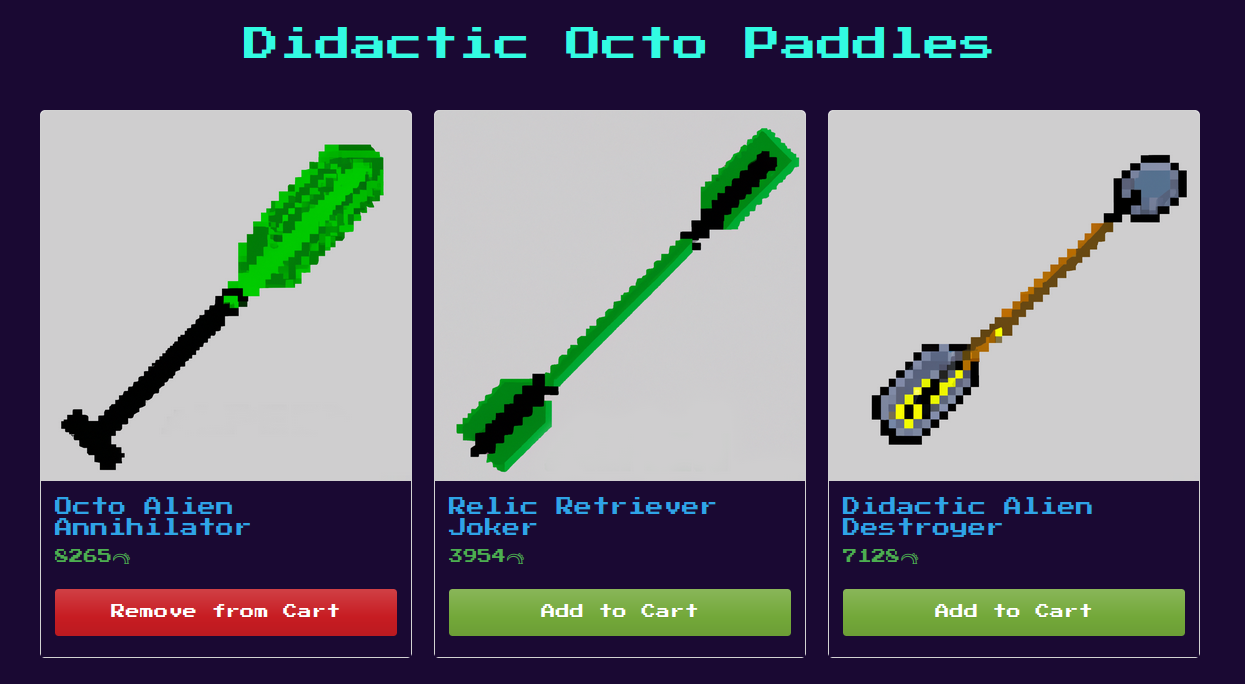 Didactic Octo Paddles
Octo Alien
Annihilator
8265
Remove from Cart
Relic Retriever
Joker
3954
Add to Cart
Didactic Alien
Destroyer
7128
Add to Cart